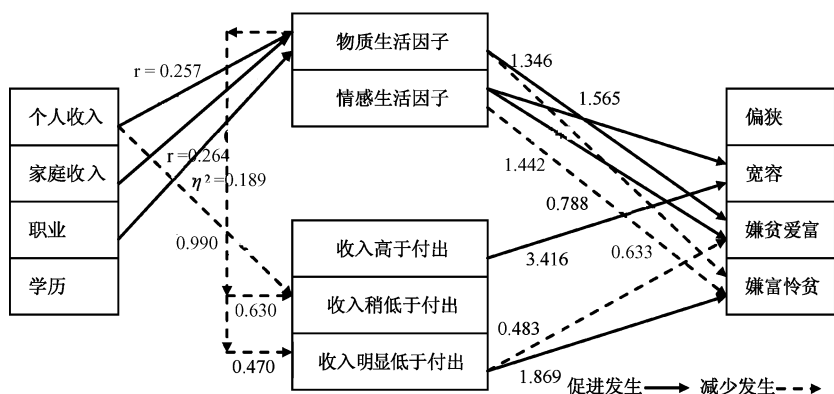 物质生活因子
情感生活因子
r = 0.257
1.346
1.565
个人收入
家庭收入
职业
学历
r = 0.264
η² = 0.189
0.990
1.442
0.788
0.633
偏狭
宽容
嫌贫爱富
嫌富怜贫
收入高于付出
收入稍低于付出
收入明显低于付出
3.416
0.630
0.470
0.483
1.869
促进发生
减少发生